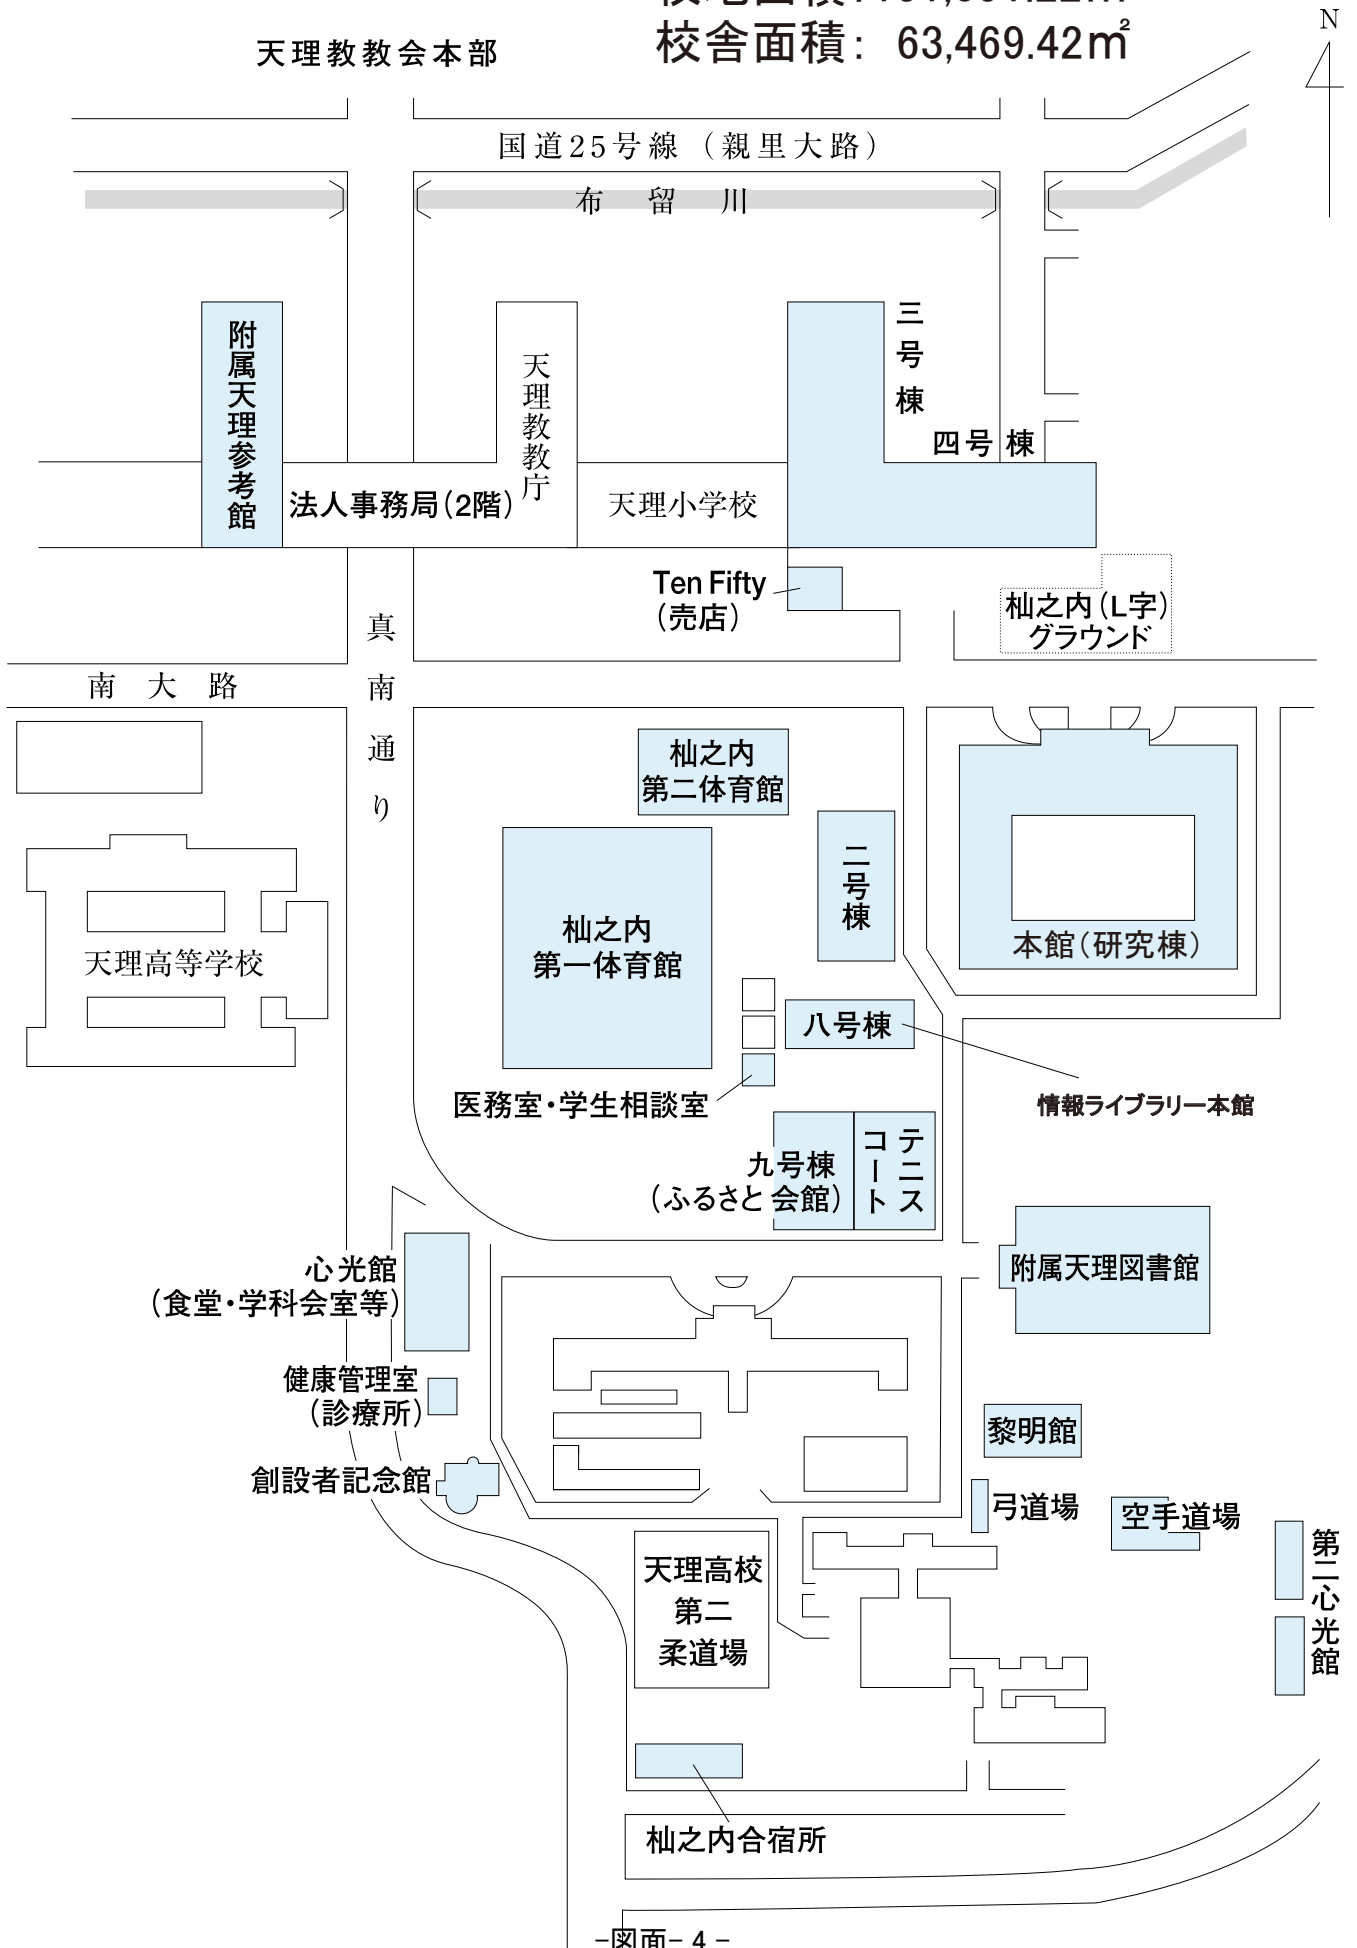 校舎面積： 63,469.42㎡
天理教教会本部
N
国道25号線（親里大路）
布留川
附属天理参考館
天理教教庁
三号棟
四号棟
法人事務局（2階）
天理小学校
Ten Fifty
（売店）
杣之内（L字）
グラウンド
真南通り
南大路
杣之内
第二体育館
二号棟
杣之内
第一体育館
本館（研究棟）
天理高等学校
八号棟
医務室・学生相談室
情報ライブラリー本館
九号棟
（ふるさと会館）
テニス
コート
心光館
（食堂・学科会室等）
附属天理図書館
健康管理室
（診療所）
黎明館
創設者記念館
弓道場
空手道場
第二心光館
天理高校
第二
柔道場
杣之内合宿所
-図面- 4 -